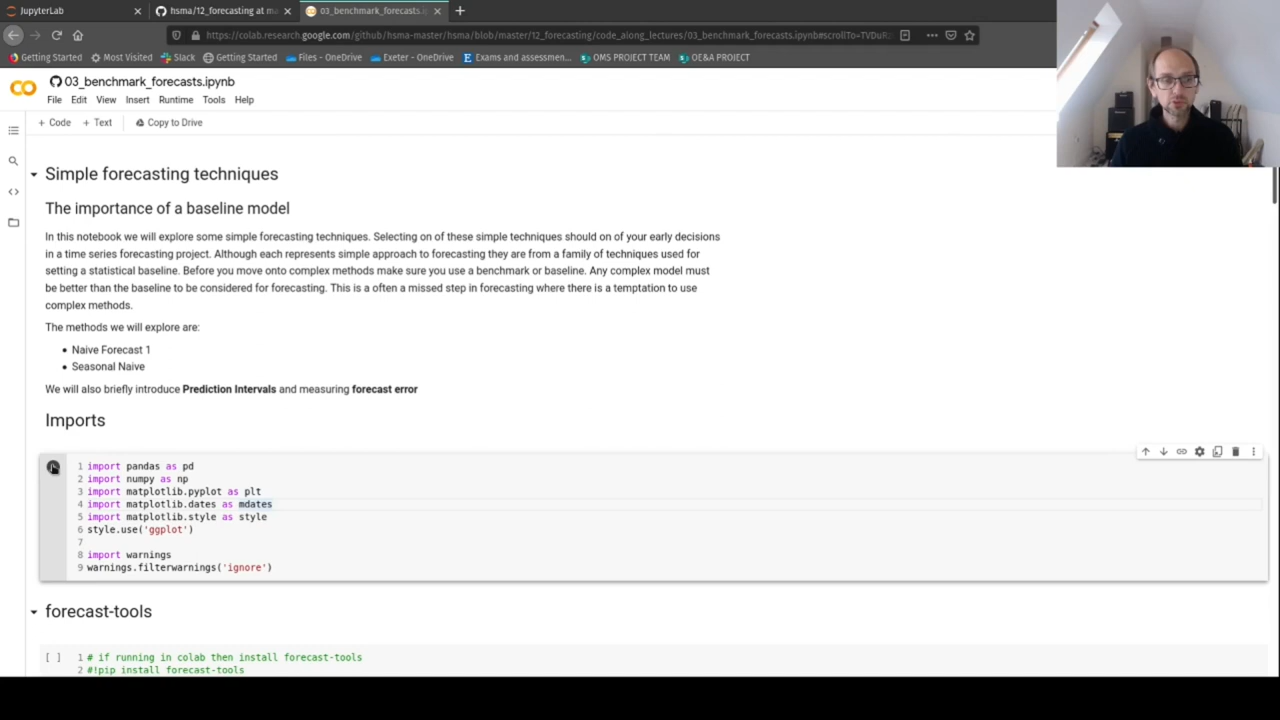 JupyterLab
hsma/12_forecasting at ma
03_benchmark_forecasts.ip
https://colab.research.google.com/github/hsma-master/hsma/blob/master/12_forecasting/code_along_lectures/03_benchmark_forecasts.ipynb#scrollTo=TVDuR
Getting Started
Most Visited
Slack
Getting Started
Files - OneDrive
Exeter - OneDrive
Exams and assessmen...
OMS PROJECT TEAM
OE&A PROJECT
CO
03_benchmark_forecasts.ipynb
File Edit View Insert Runtime Tools Help
+ Code + Text Copy to Drive
Simple forecasting techniques
The importance of a baseline model
In this notebook we will explore some simple forecasting techniques. Selecting on of these simple techniques should on of your early decisions
in a time series forecasting project. Although each represents simple approach to forecasting they are from a family of techniques used for
setting a statistical baseline. Before you move onto complex methods make sure you use a benchmark or baseline. Any complex model must
be better than the baseline to be considered for forecasting. This is a often a missed step in forecasting where there is a temptation to use
complex methods.
The methods we will explore are:
• Naive Forecast 1
• Seasonal Naive
We will also briefly introduce Prediction Intervals and measuring forecast error
Imports
1 import pandas as pd
2 import numpy as np
3 import matplotlib.pyplot as plt
4 import matplotlib.dates as mdates
5 import matplotlib.style as style
6 style.use('ggplot')
7
8 import warnings
9 warnings.filterwarnings('ignore')
forecast-tools
[ ] 1 # if running in colab then install forecast-tools
2 #!pip install forecast-tools